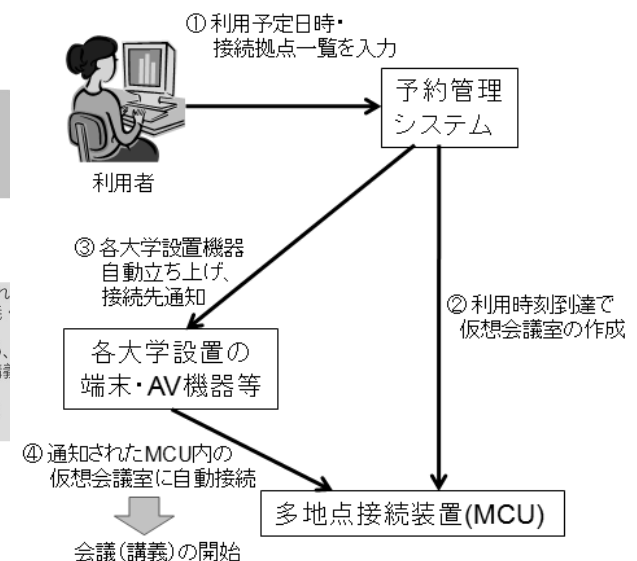 ① 利用予定日時・
接続拠点一覧を入力
予約管理
システム
利用者
③ 各大学設置機器
自動立ち上げ、
接続先通知
② 利用時刻到達で
仮想会議室の作成
各大学設置の
端末・AV機器等
④ 通知されたMCU内の
仮想会議室に自動接続
多地点接続装置(MCU)
会議(講義)の開始